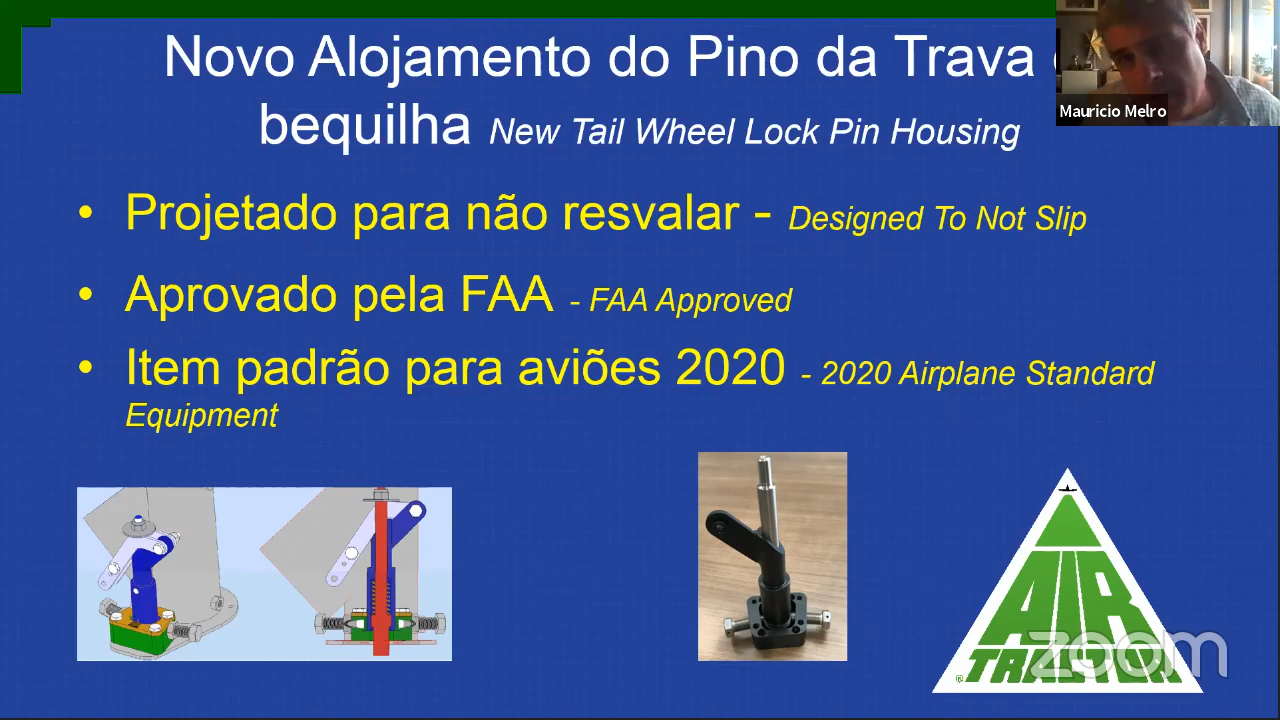 Novo Alojamento do Pino da Trava
bequilha New Tail Wheel Lock Pin Housing
Mauricio Melro
• Projetado para não resvalar - Designed To Not Slip
• Aprovado pela FAA - FAA Approved
• Item padrão para aviões 2020 - 2020 Airplane Standard
Equipment
AIR
TRACTOR
®
zoom